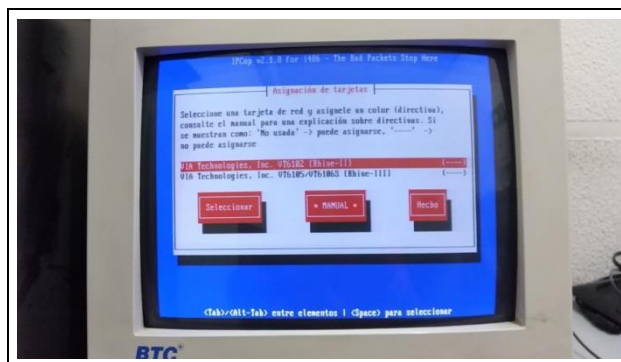 IPCop v2.1.8 for i486 - The Bad Packets Stop Here
Asignación de tarjetas
Seleccione una tarjeta de red y asígnele un color (directiva),
consulte el manual para una explicación sobre directivas. Si
se muestran como: 'No usada' -> puede asignarse, '----' ->
no puede asignarse
VIA Technologies, Inc. VT6102 [Rhine-II] (----)
VIA Technologies, Inc. VT6105/VT6106S [Rhine-III] (----)
Seleccionar * MANUAL * Hecho
<Tab>/<Alt-Tab> entre elementos | <Space> para seleccionar
BTC